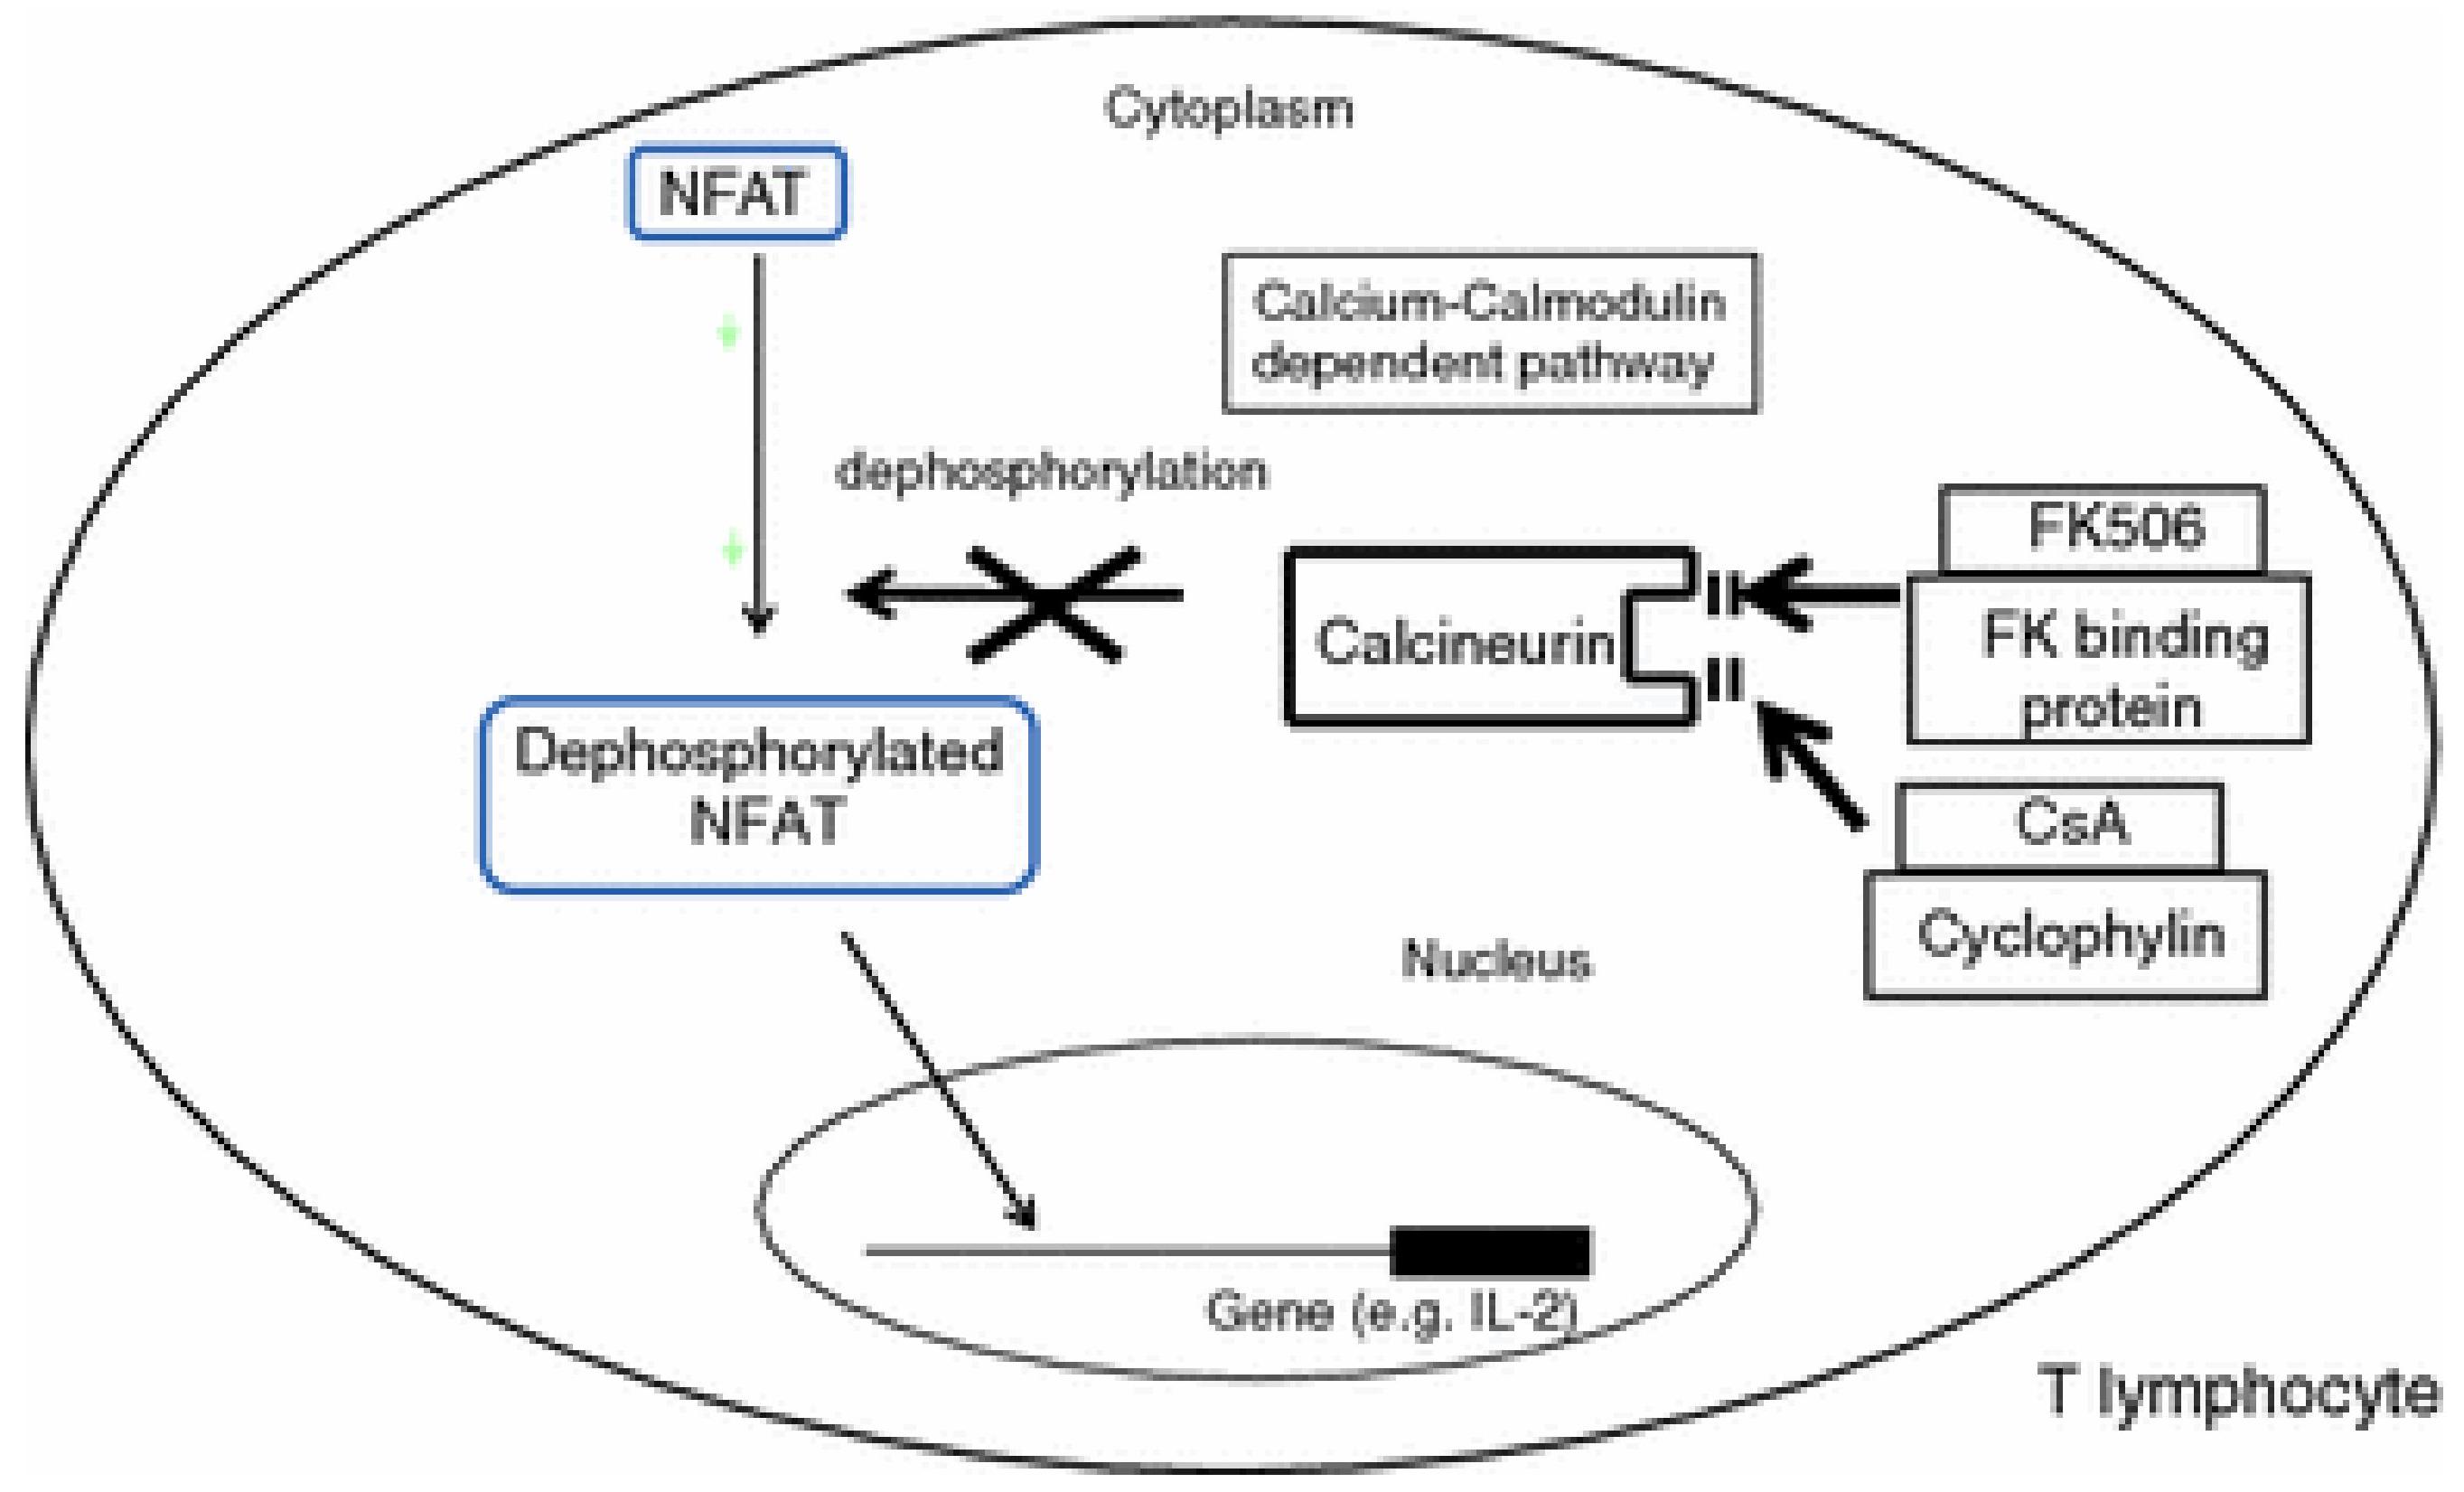 Cytoplasm
NFAT
Calcium-Calmodulin
dependent pathway
dephosphorylation
FK506
Calcineurin
FK binding
protein
Dephosphorylated
NFAT
CsA
Cyclophylin
Nucleus
Gene (e.g. IL-2)
T lymphocyte